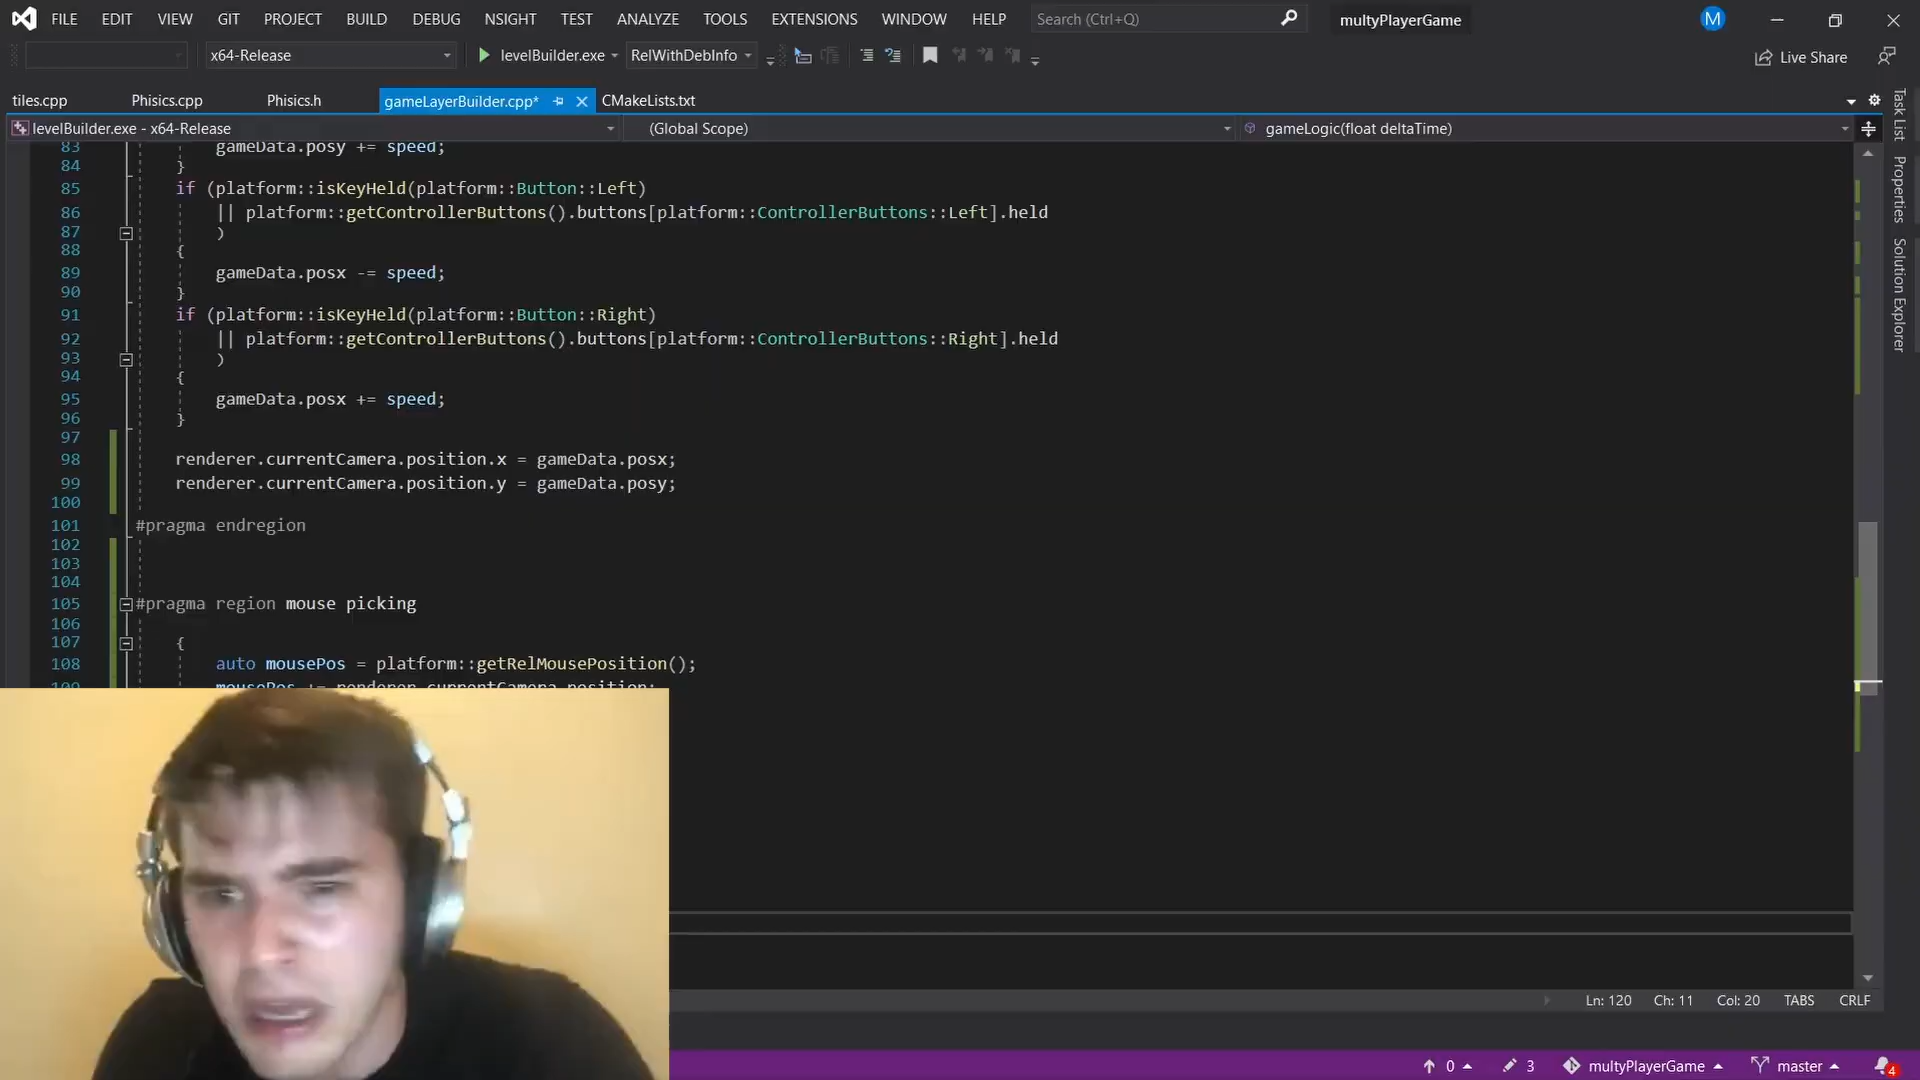 FILE EDIT VIEW GIT PROJECT BUILD DEBUG NSIGHT TEST ANALYZE TOOLS EXTENSIONS WINDOW HELP Search (Ctrl+Q) multyPlayerGame M
x64-Release levelBuilder.exe RelWithDebInfo Live Share
tiles.cpp Phisics.cpp Phisics.h gameLayerBuilder.cpp* CMakeLists.txt
levelBuilder.exe - x64-Release (Global Scope) gameLogic(float deltaTime)
83 gameData.posy += speed;
84 }
85 if (platform::isKeyHeld(platform::Button::Left)
86 || platform::getControllerButtons().buttons[platform::ControllerButtons::Left].held
87 )
88 {
89 gameData.posx -= speed;
90 }
91 if (platform::isKeyHeld(platform::Button::Right)
92 || platform::getControllerButtons().buttons[platform::ControllerButtons::Right].held
93 )
94 {
95 gameData.posx += speed;
96 }
97
98 renderer.currentCamera.position.x = gameData.posx;
99 renderer.currentCamera.position.y = gameData.posy;
100
101 #pragma endregion
102
103
104
105 #pragma region mouse picking
106
107 {
108 auto mousePos = platform::getRelMousePosition();
109 mousePos += renderer.currentCamera.position;
Task List
Properties
Solution Explorer
Ln: 120 Ch: 11 Col: 20 TABS CRLF
0 3 multyPlayerGame master 4